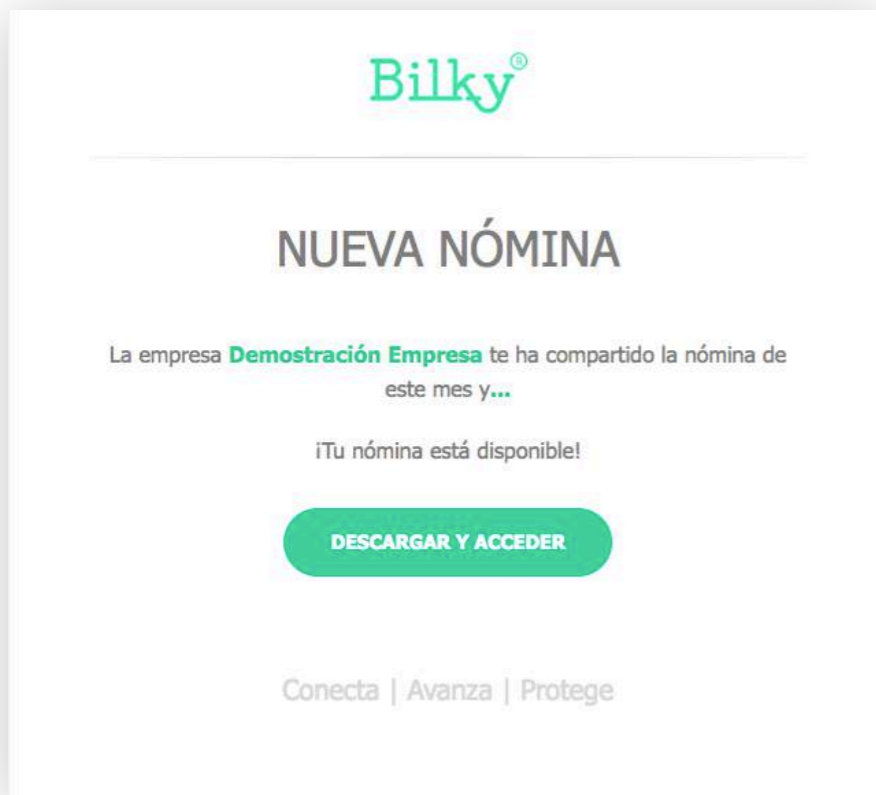 Bilky®
NUEVA NÓMINA
La empresa Demostración Empresa te ha compartido la nómina de
este mes y...
¡Tu nómina está disponible!
DESCARGAR Y ACCEDER
Conecta | Avanza | Protege